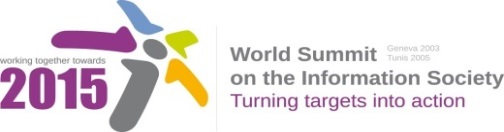 working together towards
2015
World Summit
Geneva 2003
Tunis 2005
on the Information Society
Turning targets into action